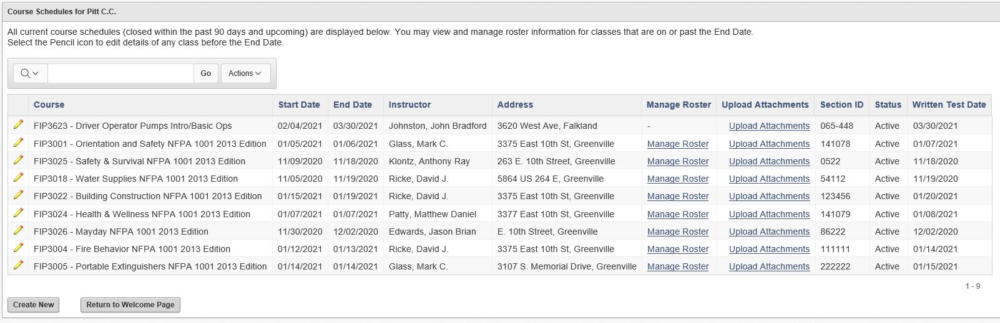 Course Schedules for Pitt C.C.
All current course schedules (closed within the past 90 days and upcoming) are displayed below. You may view and manage roster information for classes that are on or past the End Date.
Select the Pencil icon to edit details of any class before the End Date.
Go Actions
Course Start Date End Date Instructor Address Manage Roster Upload Attachments Section ID Status Written Test Date
FIP3623 - Driver Operator Pumps Intro/Basic Ops 02/04/2021 03/30/2021 Johnston, John Bradford 3620 West Ave, Falkland - Upload Attachments 065-448 Active 03/30/2021
FIP3001 - Orientation and Safety NFPA 1001 2013 Edition 01/05/2021 01/06/2021 Glass, Mark C. 3375 East 10th St, Greenville Manage Roster Upload Attachments 141078 Active 01/07/2021
FIP3025 - Safety & Survival NFPA 1001 2013 Edition 11/09/2020 11/18/2020 Klontz, Anthony Ray 263 E. 10th Street, Greenville Manage Roster Upload Attachments 0522 Active 11/18/2020
FIP3018 - Water Supplies NFPA 1001 2013 Edition 11/05/2020 11/19/2020 Ricke, David J. 5864 US 264 E, Greenville Manage Roster Upload Attachments 54112 Active 11/19/2020
FIP3022 - Building Construction NFPA 1001 2013 Edition 01/15/2021 01/19/2021 Ricke, David J. 3375 East 10th St, Greenville Manage Roster Upload Attachments 123456 Active 01/20/2021
FIP3024 - Health & Wellness NFPA 1001 2013 Edition 01/07/2021 01/07/2021 Patty, Matthew Daniel 3377 East 10th St, Greenville Manage Roster Upload Attachments 141079 Active 01/08/2021
FIP3026 - Mayday NFPA 1001 2013 Edition 11/30/2020 12/02/2020 Edwards, Jason Brian E. 10th Street, Greenville Manage Roster Upload Attachments 86222 Active 12/02/2020
FIP3004 - Fire Behavior NFPA 1001 2013 Edition 01/12/2021 01/13/2021 Ricke, David J. 3375 East 10th St, Greenville Manage Roster Upload Attachments 111111 Active 01/14/2021
FIP3005 - Portable Extinguishers NFPA 1001 2013 Edition 01/14/2021 01/14/2021 Glass, Mark C. 3107 S. Memorial Drive, Greenville Manage Roster Upload Attachments 222222 Active 01/15/2021
1 - 9
Create New Return to Welcome Page